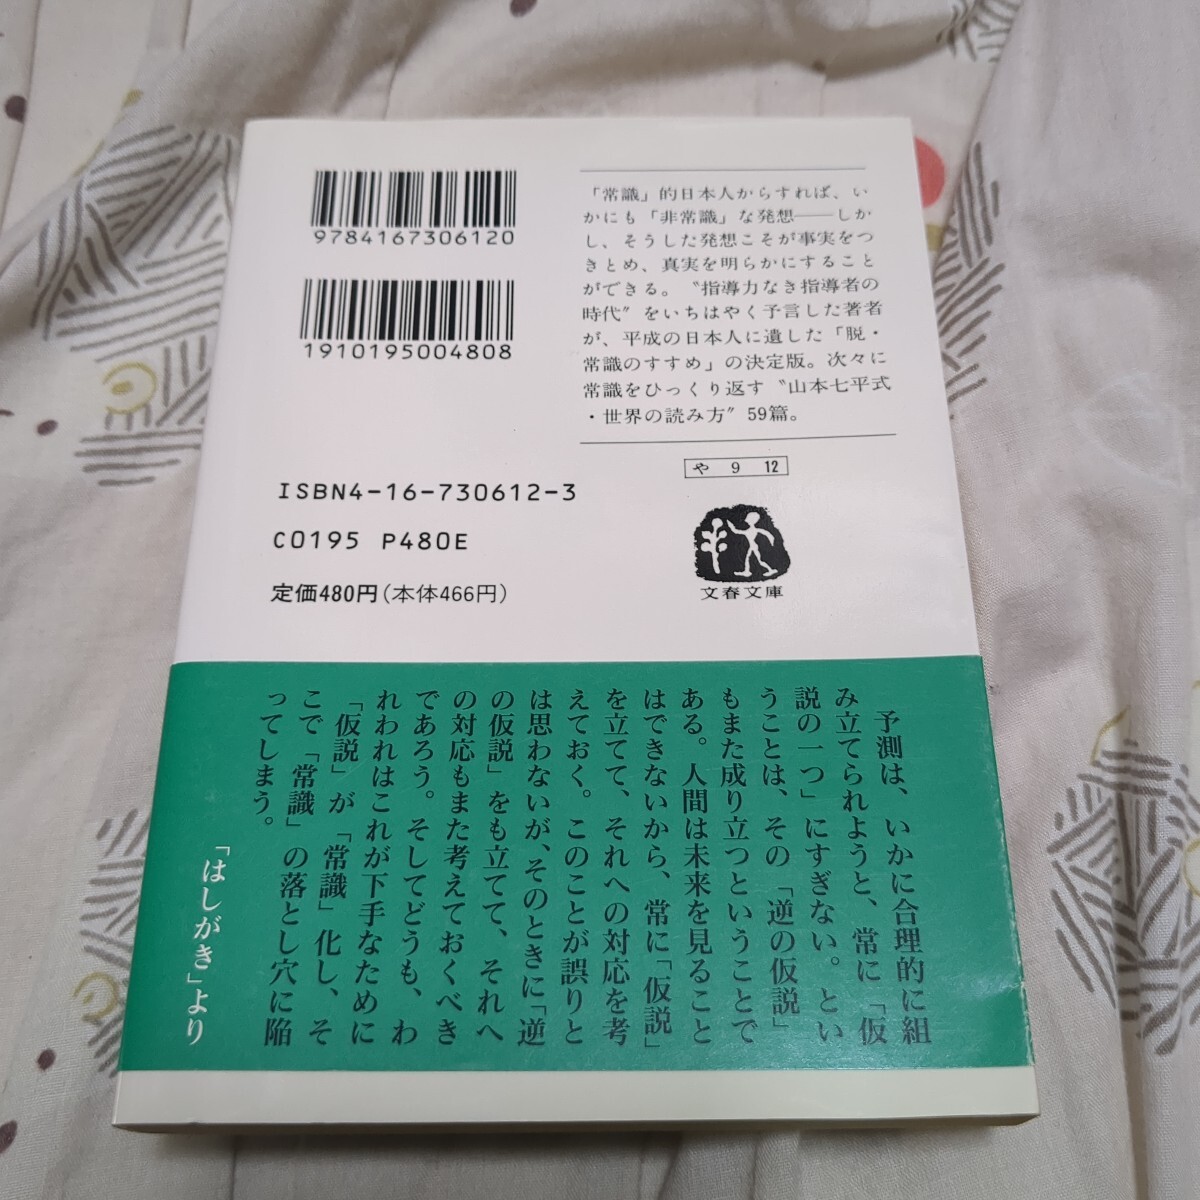 9784167306120
1910195004808
「常識」的日本人からすれば、い
かにも「非常識」な発想――しか
し、そうした発想こそが事実をつ
きとめ、真実を明らかにすること
ができる。〝指導力なき指導者の
時代〞をいちはやく予言した著者
が、平成の日本人に遺した「脱・
常識のすすめ」の決定版。次々に
常識をひっくり返す〝山本七平式
・世界の読み方〞59篇。
や 9 12
ISBN4-16-730612-3
C0195 P480E
定価480円(本体466円)
文春文庫
予測は、いかに合理的に組
み立てられようと、常に「仮
説の一つ」にすぎない。とい
うことは、その「逆の仮説」
もまた成り立つということで
ある。人間は未来を見ること
はできないから、常に「仮説」
を立てて、それへの対応を考
えておく。このことが誤りと
は思わないが、そのときに「逆
の仮説」をも立てて、それへ
の対応もまた考えておくべき
であろう。そしてどうも、わ
れわれはこれが下手なために
「仮説」が「常識」化し、そ
こで「常識」の落とし穴に陥
ってしまう。
「はしがき」より